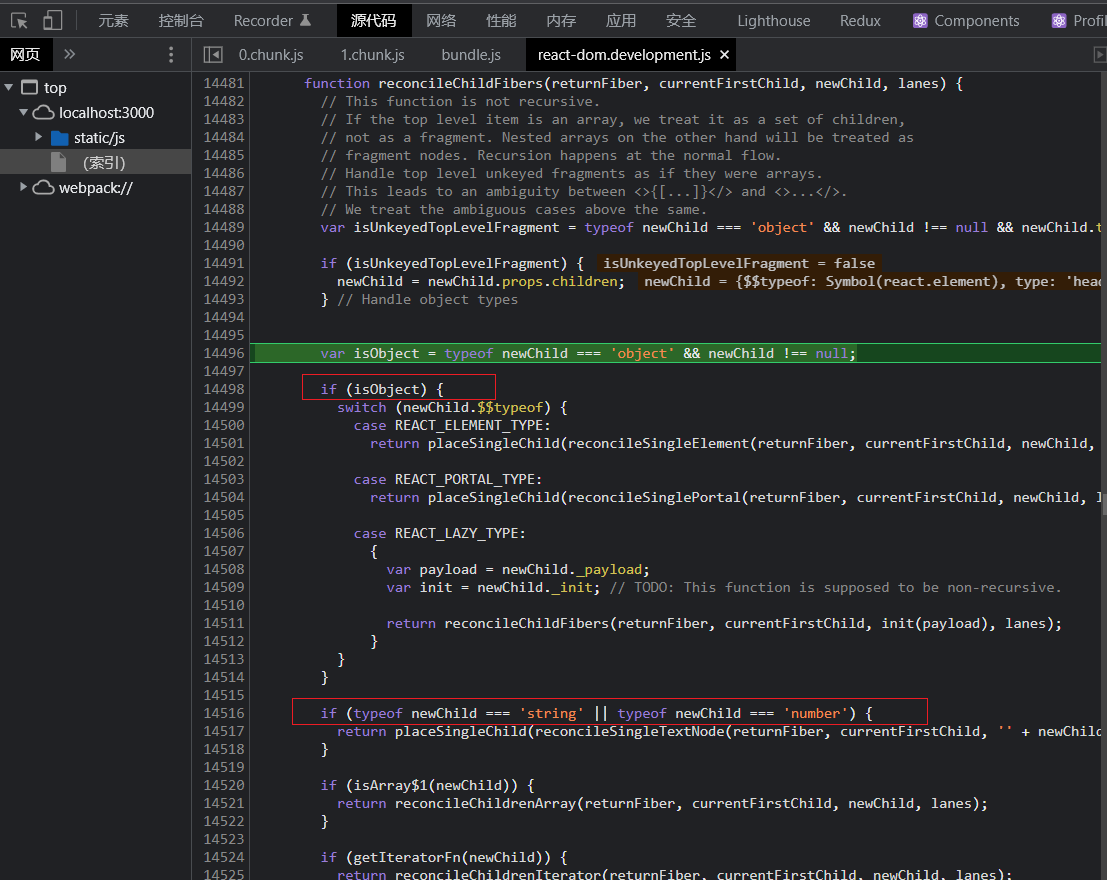 元素 控制台 Recorder 源代码 网络 性能 内存 应用 安全 Lighthouse Redux Components Profil
网页 » 0.chunk.js 1.chunk.js bundle.js react-dom.development.js ×
top
localhost:3000
static/js
(索引)
webpack://
14481 function reconcileChildFibers(returnFiber, currentFirstChild, newChild, lanes) {
14482 // This function is not recursive.
14483 // If the top level item is an array, we treat it as a set of children,
14484 // not as a fragment. Nested arrays on the other hand will be treated as
14485 // fragment nodes. Recursion happens at the normal flow.
14486 // Handle top level unkeyed fragments as if they were arrays.
14487 // This leads to an ambiguity between <>{[...]}</> and <>...</>.
14488 // We treat the ambiguous cases above the same.
14489 var isUnkeyedTopLevelFragment = typeof newChild === 'object' && newChild !== null && newChild.t
14490
14491 if (isUnkeyedTopLevelFragment) { isUnkeyedTopLevelFragment = false
14492 newChild = newChild.props.children; newChild = {$$typeof: Symbol(react.element), type: 'head
14493 } // Handle object types
14494
14495
14496 var isObject = typeof newChild === 'object' && newChild !== null;
14497
14498 if (isObject) {
14499 switch (newChild.$$typeof) {
14500 case REACT_ELEMENT_TYPE:
14501 return placeSingleChild(reconcileSingleElement(returnFiber, currentFirstChild, newChild,
14502
14503 case REACT_PORTAL_TYPE:
14504 return placeSingleChild(reconcileSinglePortal(returnFiber, currentFirstChild, newChild, l
14505
14506 case REACT_LAZY_TYPE:
14507 {
14508 var payload = newChild._payload;
14509 var init = newChild._init; // TODO: This function is supposed to be non-recursive.
14510
14511 return reconcileChildFibers(returnFiber, currentFirstChild, init(payload), lanes);
14512 }
14513 }
14514 }
14515
14516 if (typeof newChild === 'string' || typeof newChild === 'number') {
14517 return placeSingleChild(reconcileSingleTextNode(returnFiber, currentFirstChild, '' + newChild
14518 }
14519
14520 if (isArray$1(newChild)) {
14521 return reconcileChildrenArray(returnFiber, currentFirstChild, newChild, lanes);
14522 }
14523
14524 if (getIteratorFn(newChild)) {
14525 return reconcileChildrenIterator(returnFiber, currentFirstChild, newChild, lanes);